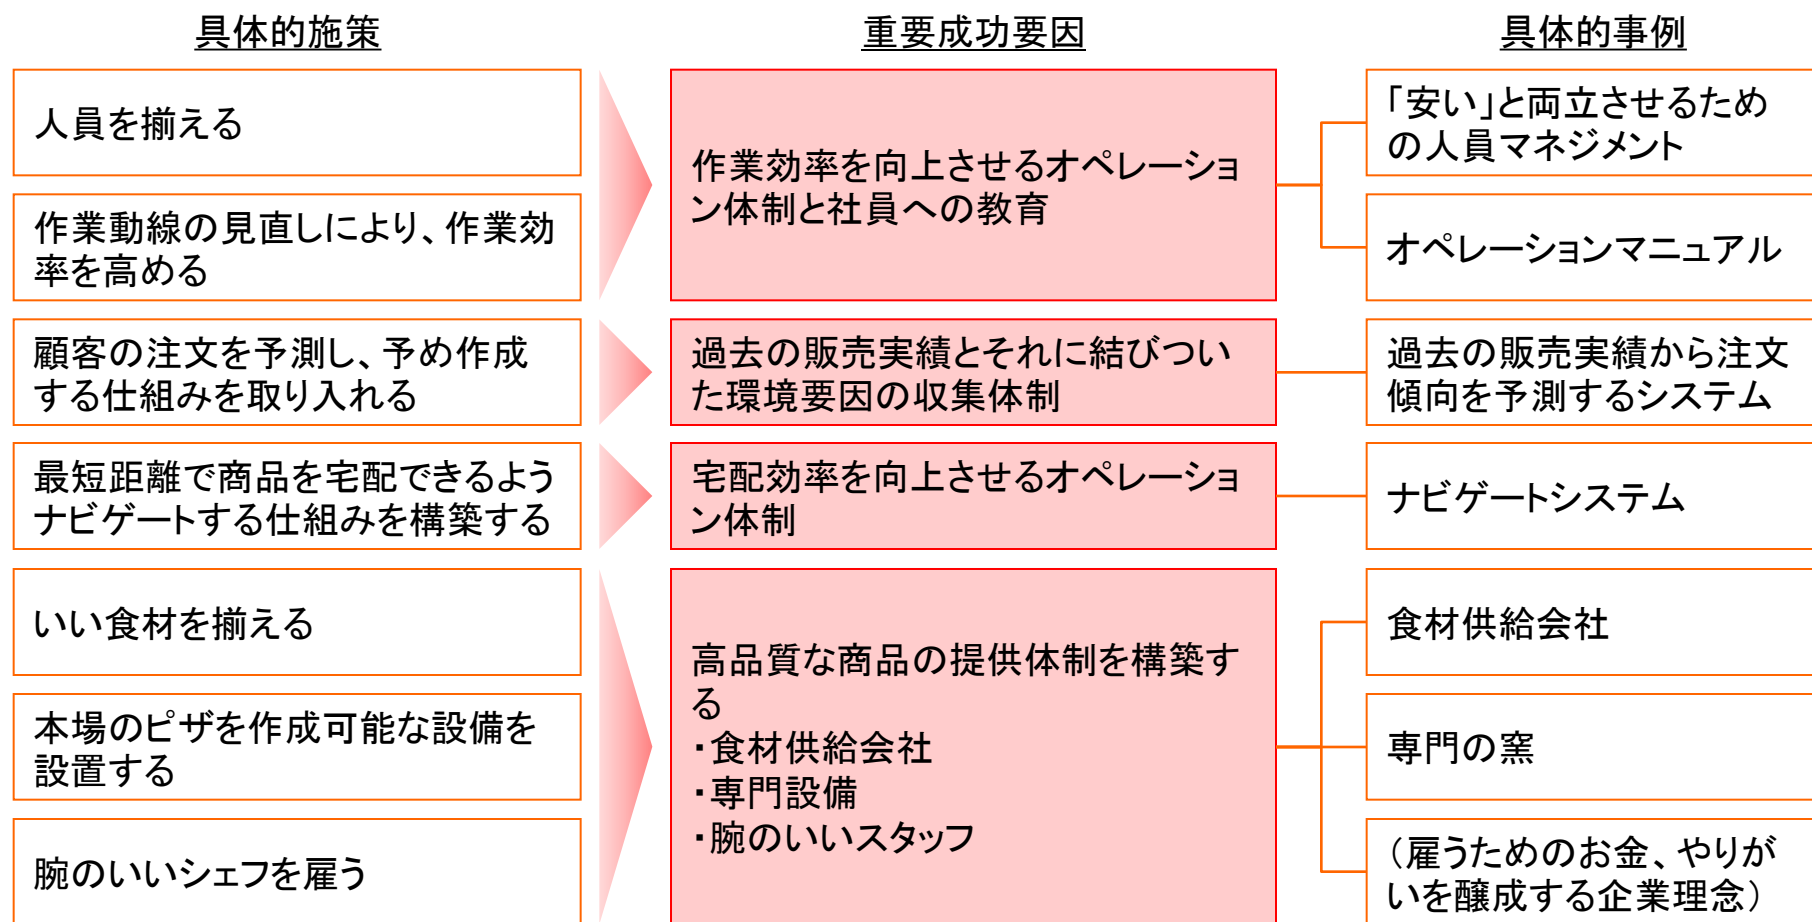 具体的施策
重要成功要因
具体的事例
人員を揃える
作業動線の見直しにより、作業効
率を高める
作業効率を向上させるオペレーショ
ン体制と社員への教育
「安い」と両立させるため
の人員マネジメント
オペレーションマニュアル
顧客の注文を予測し、予め作成
する仕組みを取り入れる
過去の販売実績とそれに結びつい
た環境要因の収集体制
過去の販売実績から注文
傾向を予測するシステム
最短距離で商品を宅配できるよう
ナビゲートする仕組みを構築する
宅配効率を向上させるオペレーショ
ン体制
ナビゲートシステム
いい食材を揃える
本場のピザを作成可能な設備を
設置する
腕のいいシェフを雇う
高品質な商品の提供体制を構築す
る
・食材供給会社
・専門設備
・腕のいいスタッフ
食材供給会社
専門の窯
（雇うためのお金、やりが
いを醸成する企業理念）